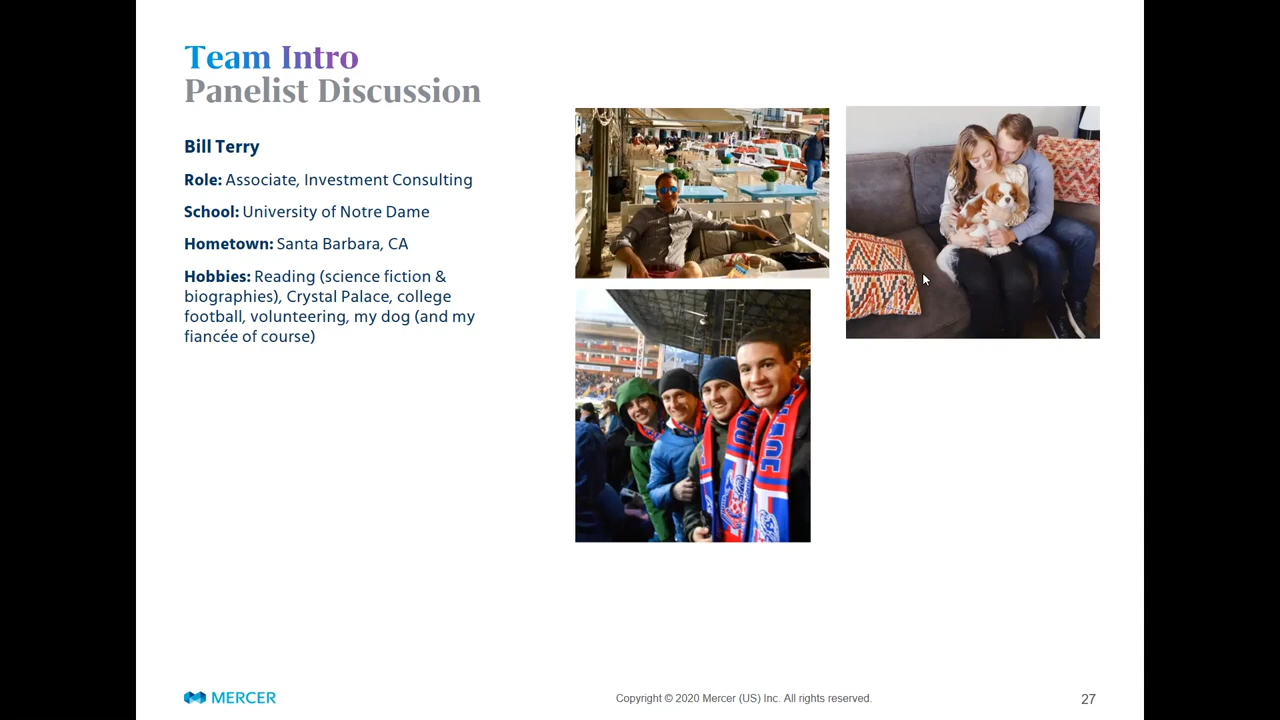 Team Intro
Panelist Discussion
Bill Terry
Role: Associate, Investment Consulting
School: University of Notre Dame
Hometown: Santa Barbara, CA
Hobbies: Reading (science fiction &
biographies), Crystal Palace, college
football, volunteering, my dog (and my
fiancée of course)
MERCER
Copyright © 2020 Mercer (US) Inc. All rights reserved.
27